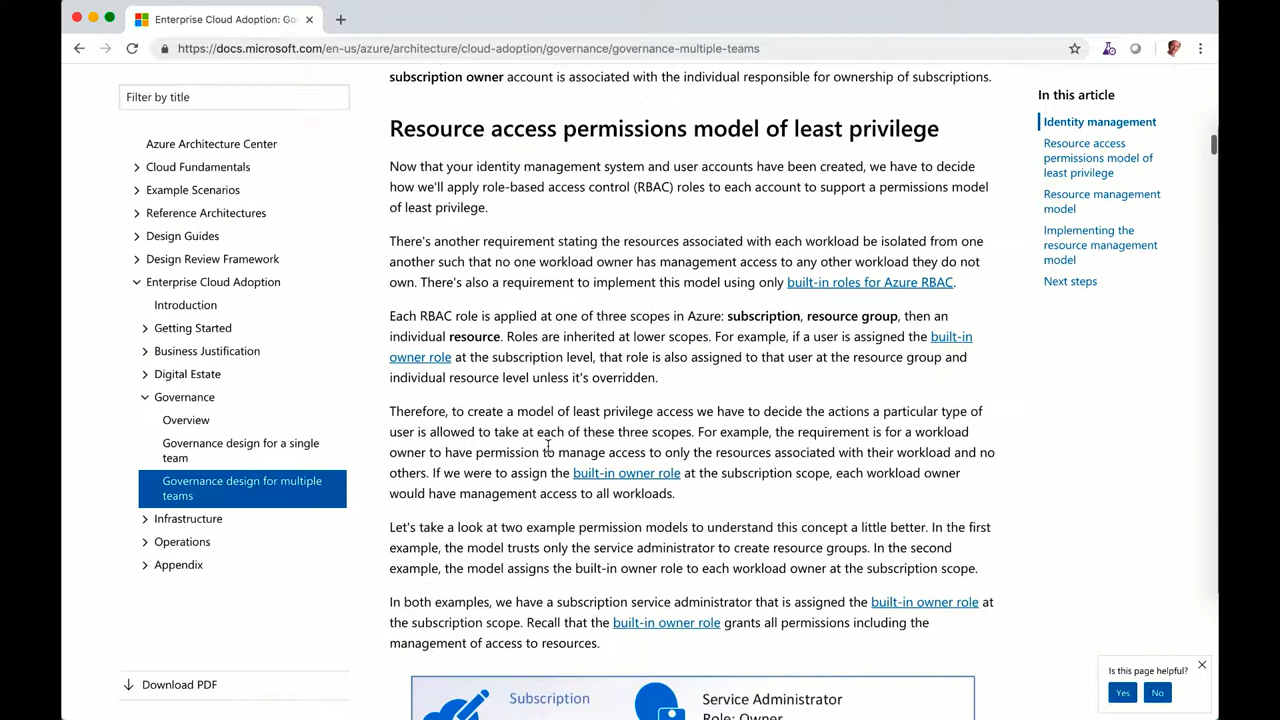 Enterprise Cloud Adoption: Go
https://docs.microsoft.com/en-us/azure/architecture/cloud-adoption/governance/governance-multiple-teams
Filter by title
Azure Architecture Center
Cloud Fundamentals
Example Scenarios
Reference Architectures
Design Guides
Design Review Framework
Enterprise Cloud Adoption
Introduction
Getting Started
Business Justification
Digital Estate
Governance
Overview
Governance design for a single
team
Governance design for multiple
teams
Infrastructure
Operations
Appendix
Download PDF
subscription owner account is associated with the individual responsible for ownership of subscriptions.
Resource access permissions model of least privilege
Now that your identity management system and user accounts have been created, we have to decide
how we'll apply role-based access control (RBAC) roles to each account to support a permissions model
of least privilege.
There's another requirement stating the resources associated with each workload be isolated from one
another such that no one workload owner has management access to any other workload they do not
own. There's also a requirement to implement this model using only built-in roles for Azure RBAC.
Each RBAC role is applied at one of three scopes in Azure: subscription, resource group, then an
individual resource. Roles are inherited at lower scopes. For example, if a user is assigned the built-in
owner role at the subscription level, that role is also assigned to that user at the resource group and
individual resource level unless it's overridden.
Therefore, to create a model of least privilege access we have to decide the actions a particular type of
user is allowed to take at each of these three scopes. For example, the requirement is for a workload
owner to have permission to manage access to only the resources associated with their workload and no
others. If we were to assign the built-in owner role at the subscription scope, each workload owner
would have management access to all workloads.
Let's take a look at two example permission models to understand this concept a little better. In the first
example, the model trusts only the service administrator to create resource groups. In the second
example, the model assigns the built-in owner role to each workload owner at the subscription scope.
In both examples, we have a subscription service administrator that is assigned the built-in owner role at
the subscription scope. Recall that the built-in owner role grants all permissions including the
management of access to resources.
Subscription
Service Administrator
Role: Owner
In this article
Identity management
Resource access
permissions model of
least privilege
Resource management
model
Implementing the
resource management
model
Next steps
Is this page helpful?
Yes
No